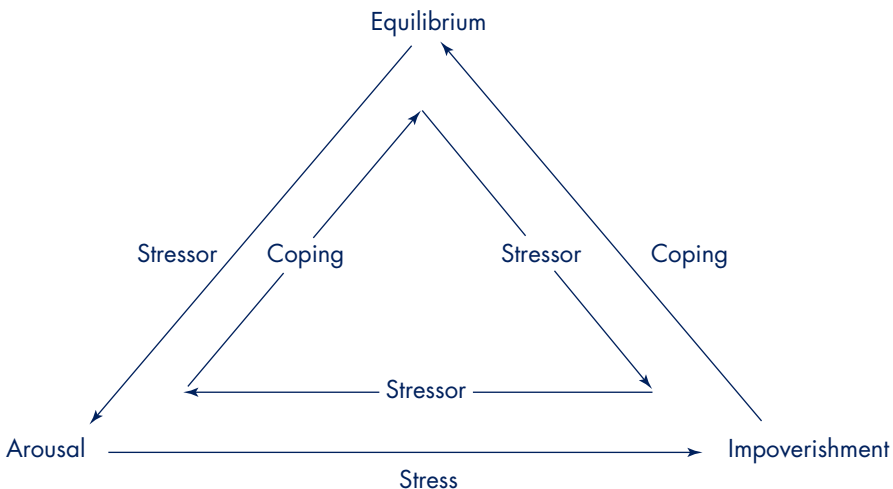 Equilibrium
Stressor
Coping
Stressor
Coping
Stressor
Arousal
Impoverishment
Stress